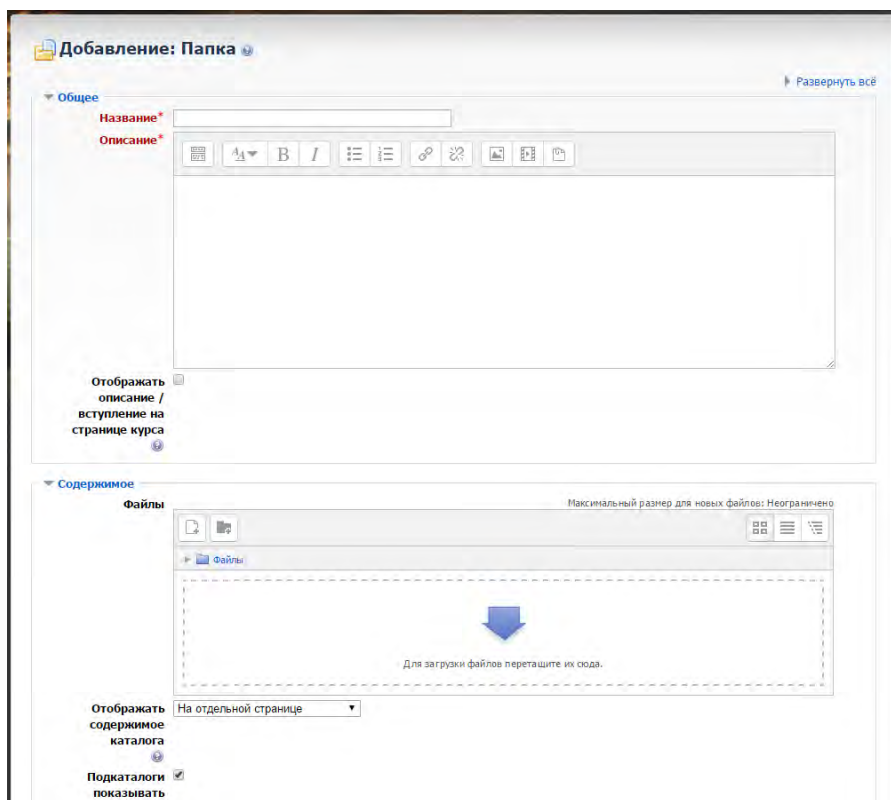 Добавление: Папка
Развернуть всё
Общее
Название*
Описание*
Отображать
описание /
вступление на
странице курса
Содержимое
Файлы
Максимальный размер для новых файлов: Неограничено
Файлы
Для загрузки файлов перетащите их сюда.
Отображать
содержимое
каталога
На отдельной странице
Подкаталоги
показывать